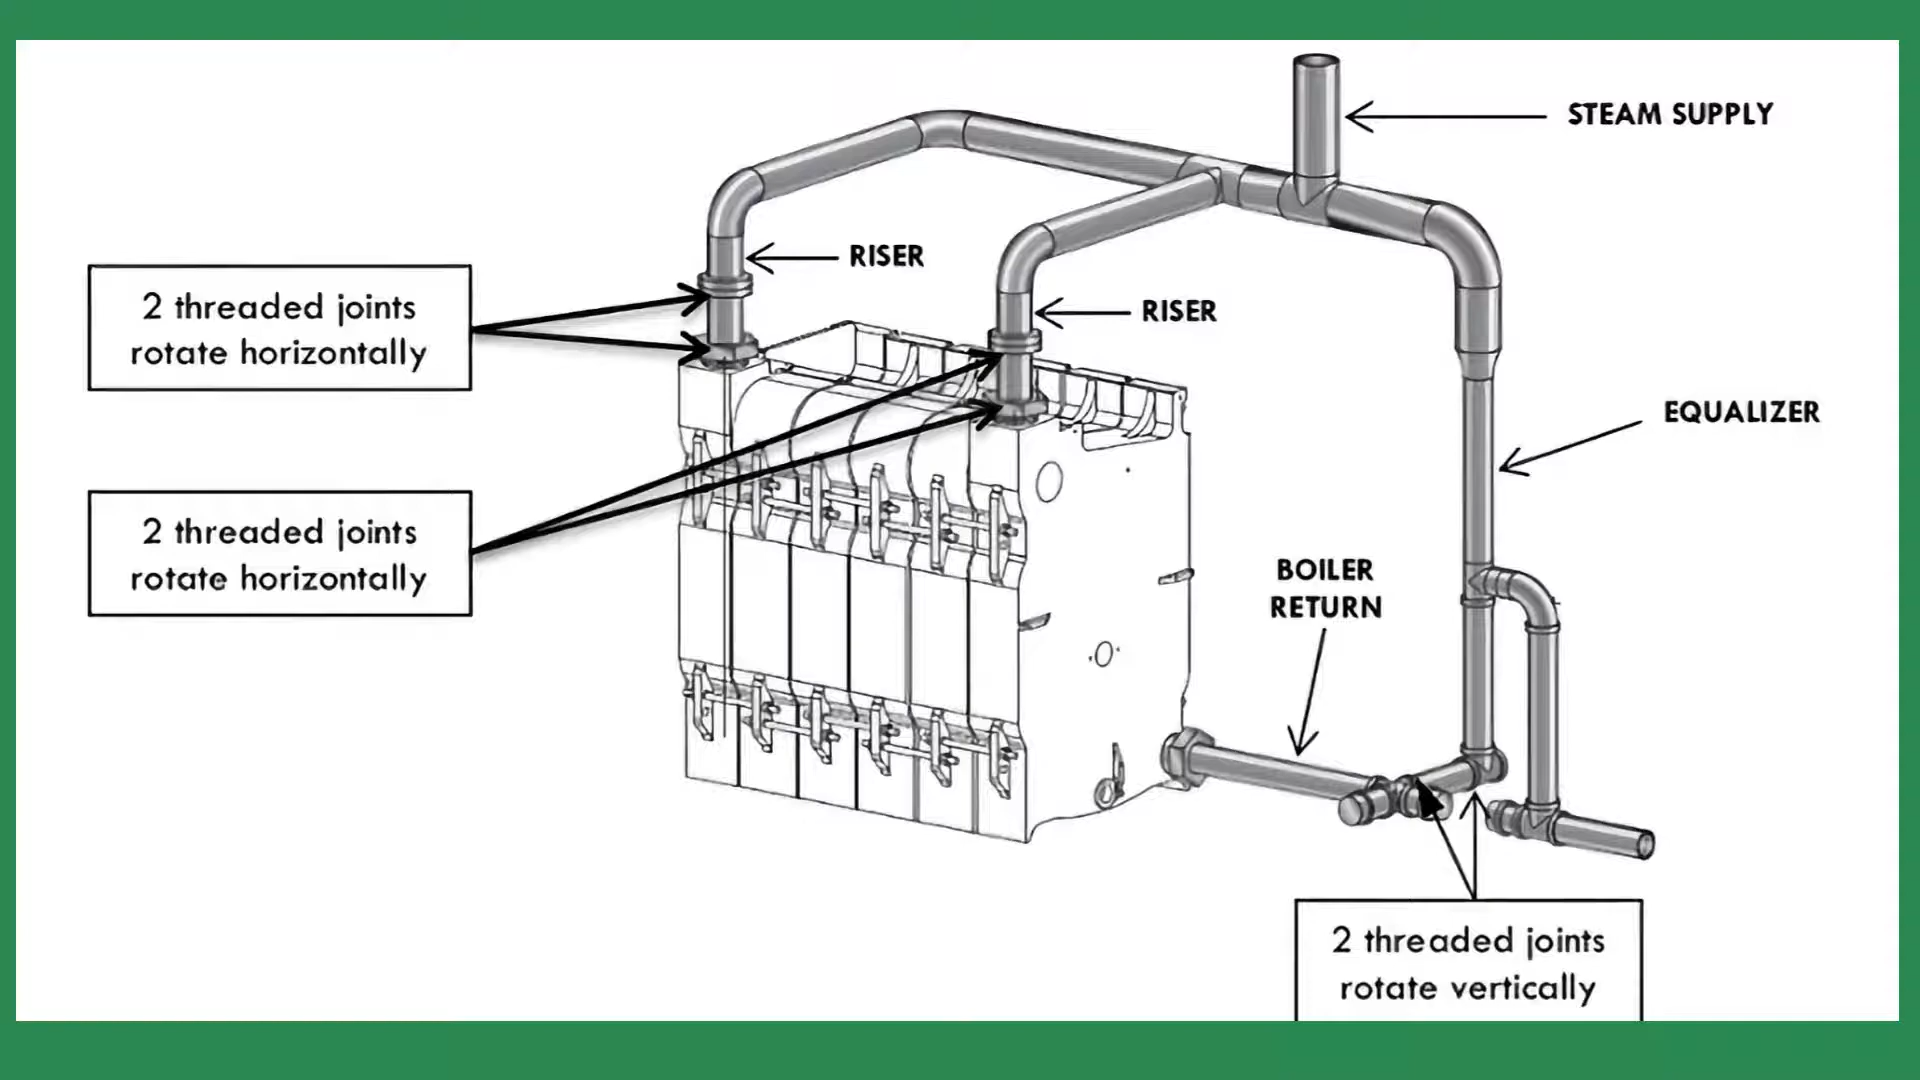 STEAM SUPPLY
RISER
2 threaded joints
rotate horizontally
RISER
EQUALIZER
2 threaded joints
rotate horizontally
BOILER
RETURN
2 threaded joints
rotate vertically